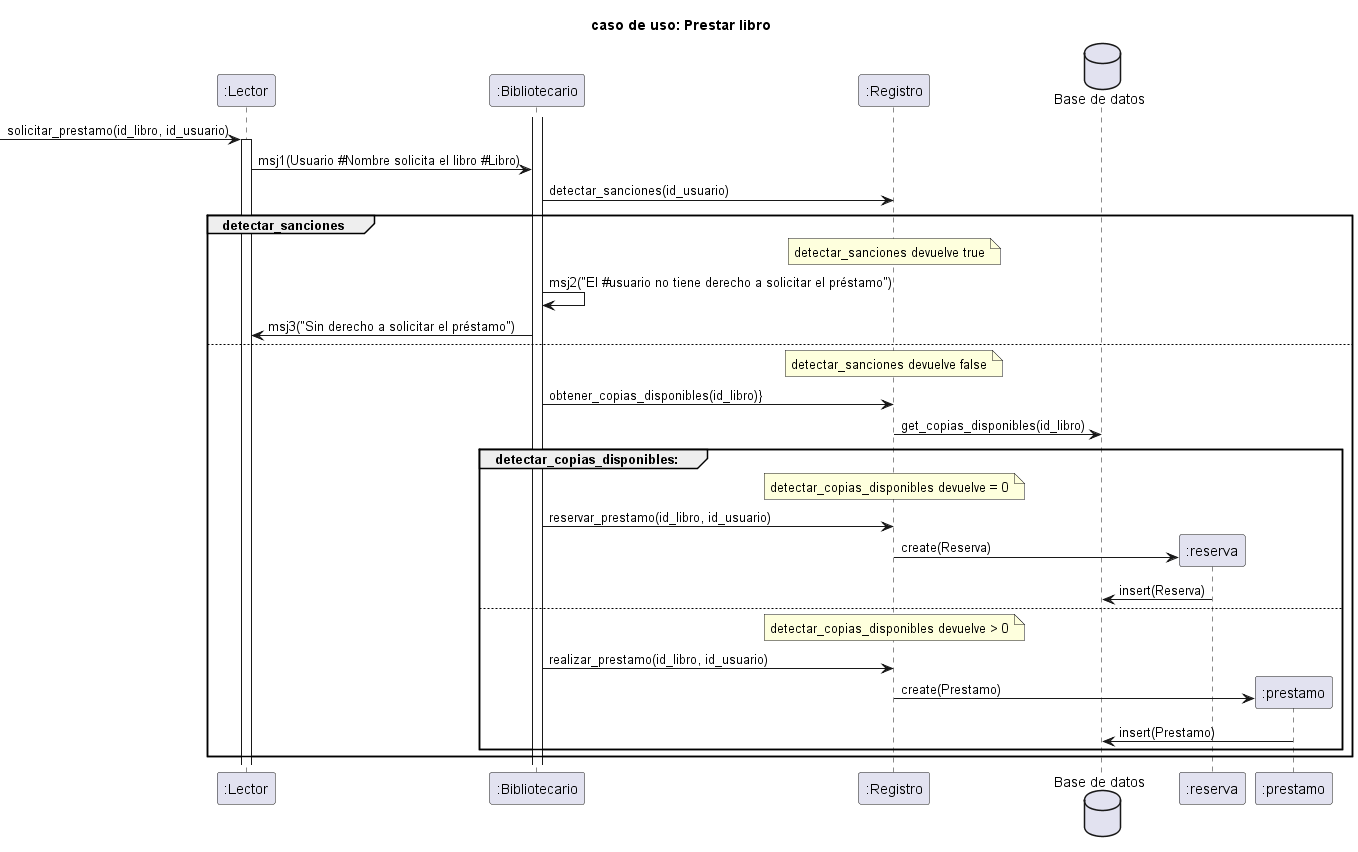 caso de uso: Prestar libro
:Lector
:Bibliotecario
:Registro
Base de datos
solicitar_prestamo(id_libro, id_usuario)
msj1(Usuario #Nombre solicita el libro #Libro)
detectar_sanciones(id_usuario)
detectar_sanciones
detectar_sanciones devuelve true
msj2("El #usuario no tiene derecho a solicitar el préstamo")
msj3("Sin derecho a solicitar el préstamo")
detectar_sanciones devuelve false
obtener_copias_disponibles(id_libro)}
get_copias_disponibles(id_libro)
detectar_copias_disponibles:
detectar_copias_disponibles devuelve = 0
reservar_prestamo(id_libro, id_usuario)
create(Reserva)
:reserva
insert(Reserva)
detectar_copias_disponibles devuelve > 0
realizar_prestamo(id_libro, id_usuario)
create(Prestamo)
:prestamo
insert(Prestamo)
:Lector
:Bibliotecario
:Registro
Base de datos
:reserva
:prestamo